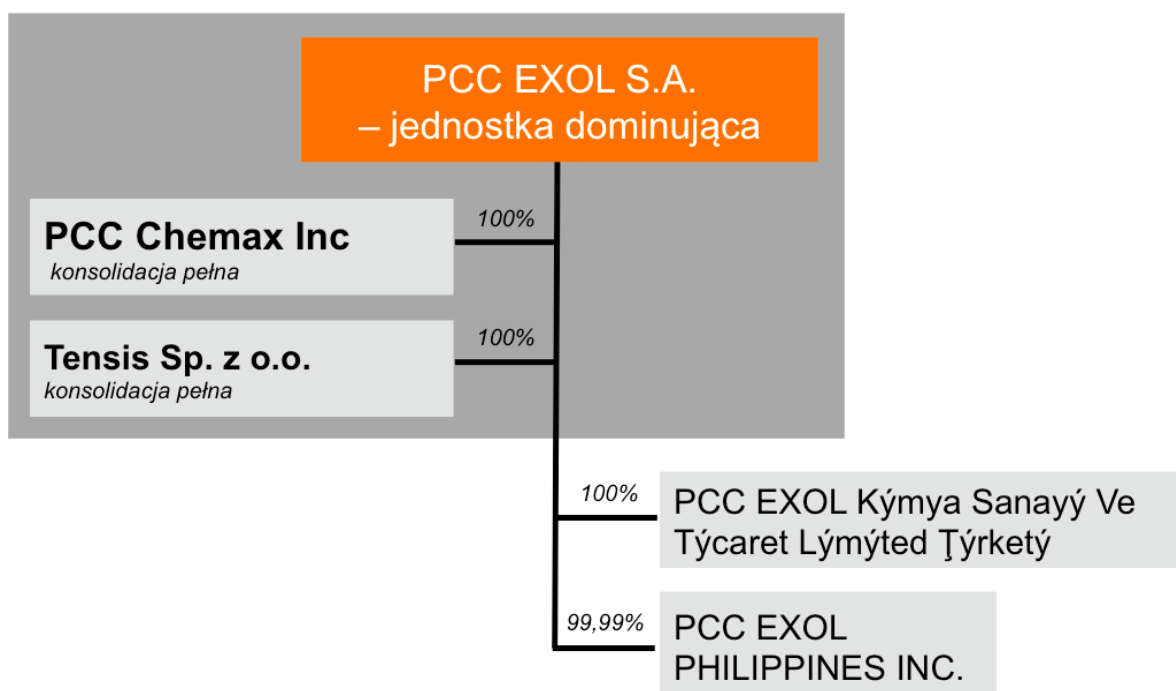 PCC EXOL S.A.
– jednostka dominująca
100%
PCC Chemax Inc
konsolidacja pełna
100%
Tensis Sp. z o.o.
konsolidacja pełna
100%
PCC EXOL Kýmya Sanayý Ve
Týcaret Lýmýted Ţýrketý
99,99%
PCC EXOL
PHILIPPINES INC.